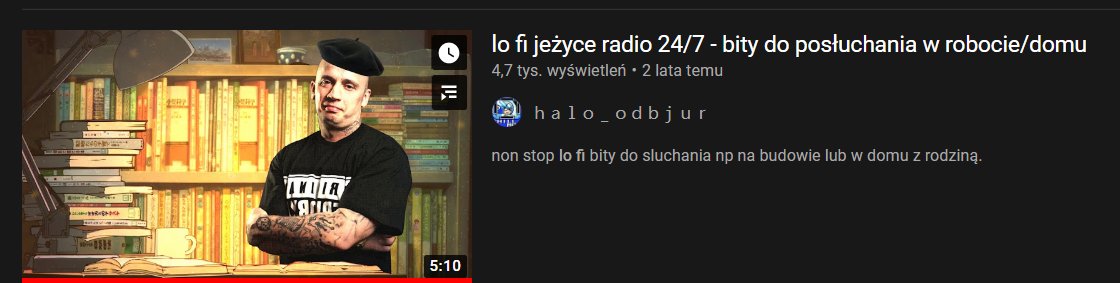 lo fi jeżyce radio 24/7 - bity do posłuchania w robocie/domu
4,7 tys. wyświetleń • 2 lata temu
halo_odbjur
non stop lo fi bity do sluchania np na budowie lub w domu z rodziną.
5:10